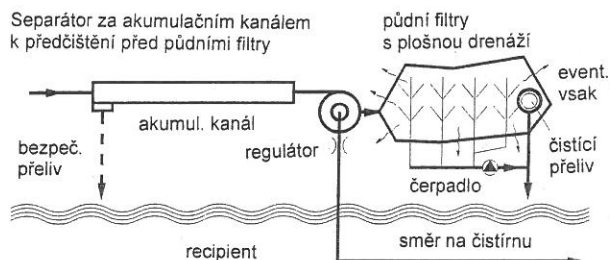 Separátor za akumulačním kanálem
k předčištění před půdními filtry
půdní filtry
s plošnou drenáží
event.
vsak
akumul. kanál
bezpeč.
přeliv
regulátor
čerpadlo
čistící
přeliv
recipient
směr na čistírnu